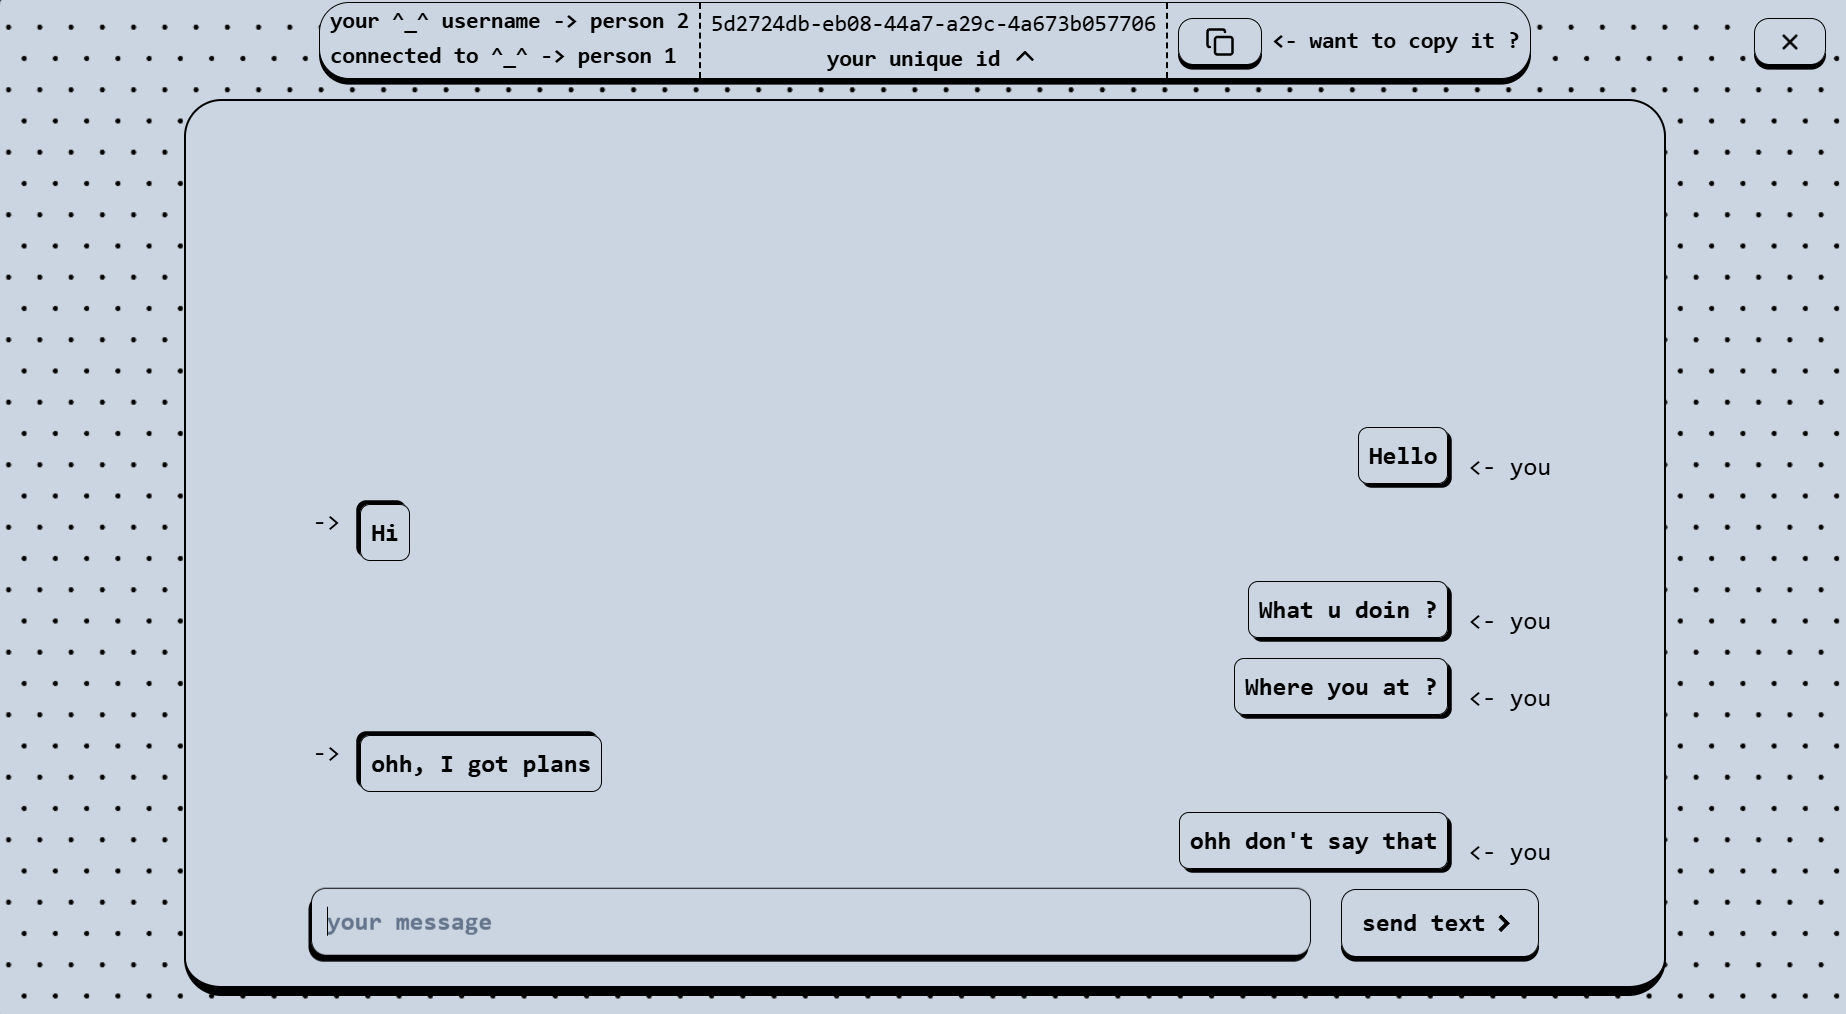 your ^_^ username -> person 2
connected to ^_^ -> person 1
5d2724db-eb08-44a7-a29c-4a673b057706
your unique id ^
<- want to copy it ?
Hello <- you
-> Hi
What u doin ? <- you
Where you at ? <- you
-> ohh, I got plans
ohh don't say that <- you
your message
send text >